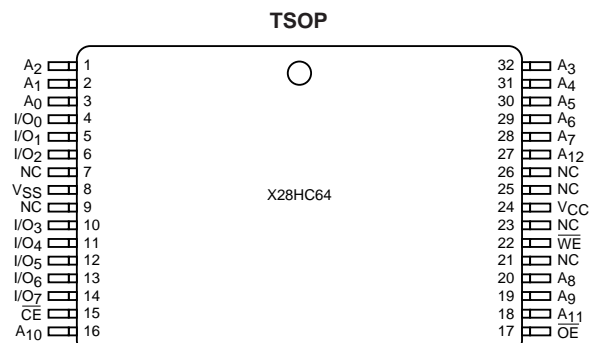 TSOP
A2 1 32 A3
A1 2 31 A4
A0 3 30 A5
I/O0 4 29 A6
I/O1 5 28 A7
I/O2 6 27 A12
NC 7 26 NC
VSS 8 25 NC
NC 9 24 VCC
I/O3 10 23 NC
I/O4 11 22 W̅E̅
I/O5 12 21 NC
I/O6 13 20 A8
I/O7 14 19 A9
C̅E̅ 15 18 A11
A10 16 17 O̅E̅
X28HC64